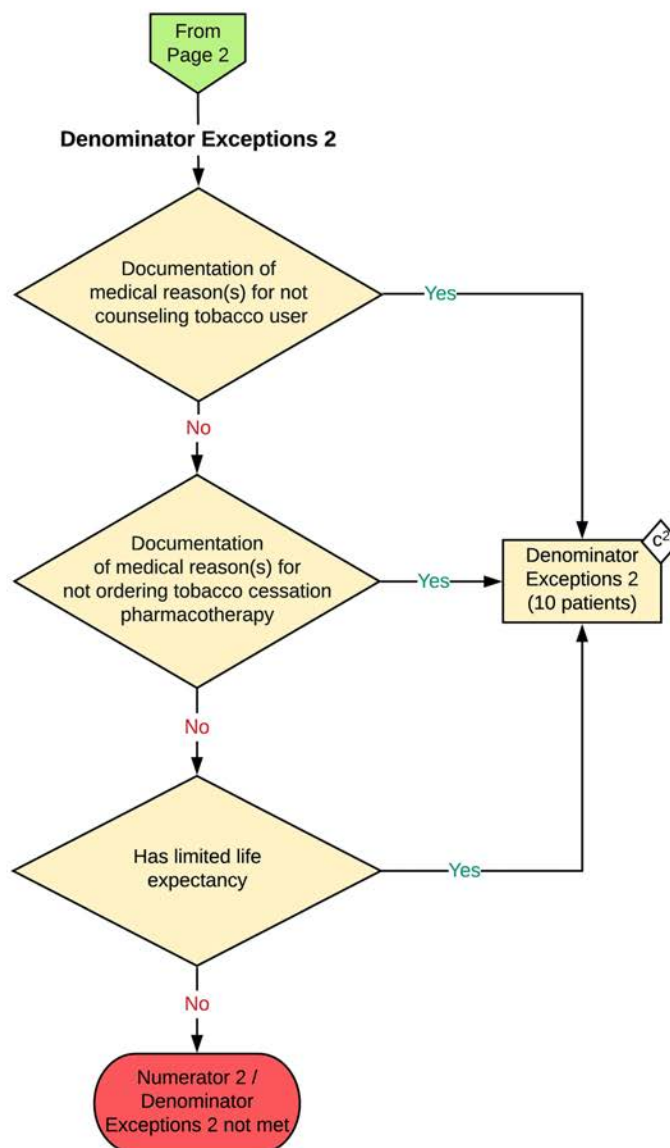 From
Page 2
Denominator Exceptions 2
Documentation of
medical reason(s) for not
counseling tobacco user
Yes
No
Documentation
of medical reason(s) for
not ordering tobacco cessation
pharmacotherapy
Yes
c²
Denominator
Exceptions 2
(10 patients)
No
Has limited life
expectancy
Yes
No
Numerator 2 /
Denominator
Exceptions 2 not met